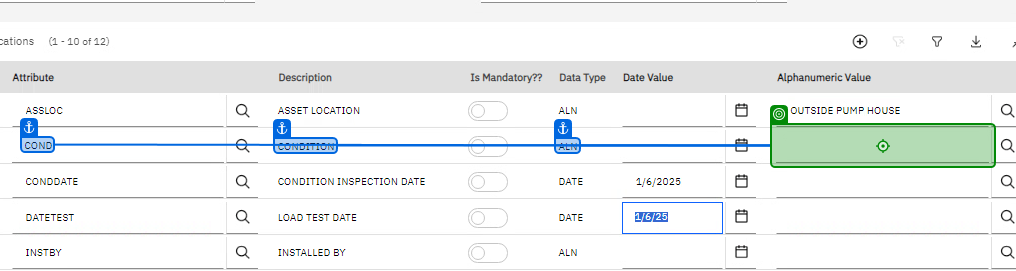 cations (1 - 10 of 12)
Attribute Description Is Mandatory?? Data Type Date Value Alphanumeric Value
ASSLOC ASSET LOCATION ALN OUTSIDE PUMP HOUSE
COND CONDITION ALN
CONDDATE CONDITION INSPECTION DATE DATE 1/6/2025
DATETEST LOAD TEST DATE DATE 1/6/25
INSTBY INSTALLED BY ALN